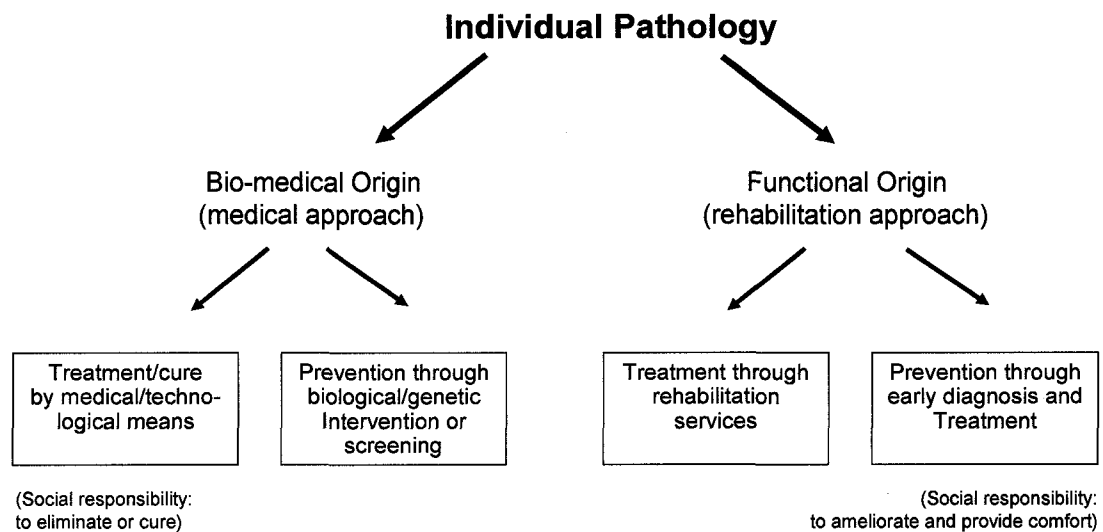 Individual Pathology
Bio-medical Origin
(medical approach)
Functional Origin
(rehabilitation approach)
Treatment/cure
by medical/techno-
logical means
Prevention through
biological/genetic
Intervention or
screening
Treatment through
rehabilitation
services
Prevention through
early diagnosis and
Treatment
(Social responsibility:
to eliminate or cure)
(Social responsibility:
to ameliorate and provide comfort)